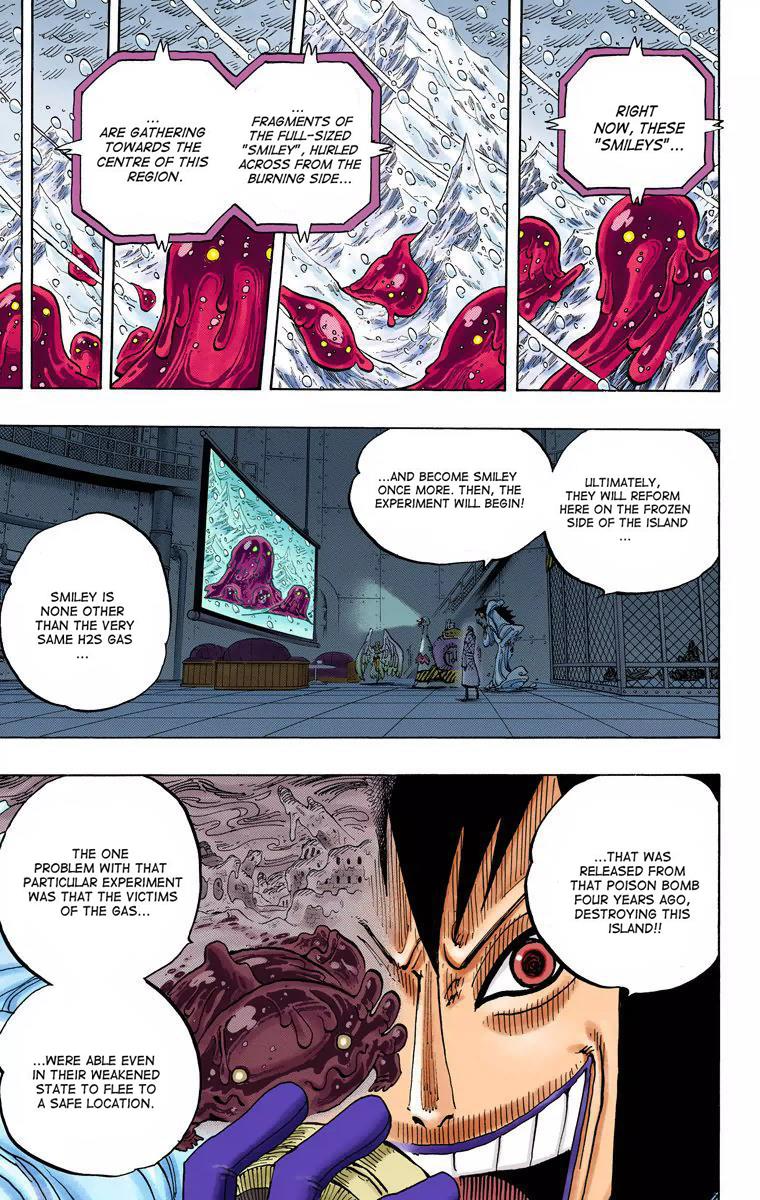 RIGHT
NOW, THESE
"SMILEYS"...
...
FRAGMENTS OF
THE FULL-SIZED
"SMILEY", HURLED
ACROSS FROM THE
BURNING SIDE...
...
ARE GATHERING
TOWARDS THE
CENTRE OF THIS
REGION.
ULTIMATELY,
THEY WILL REFORM
HERE ON THE FROZEN
SIDE OF THE ISLAND
...
...AND BECOME SMILEY
ONCE MORE. THEN, THE
EXPERIMENT WILL BEGIN!
SMILEY IS
NONE OTHER
THAN THE VERY
SAME H2S GAS
...
...THAT WAS
RELEASED FROM
THAT POISON BOMB
FOUR YEARS AGO,
DESTROYING THIS
ISLAND!!
THE ONE
PROBLEM WITH THAT
PARTICULAR EXPERIMENT
WAS THAT THE VICTIMS
OF THE GAS...
...WERE ABLE EVEN
IN THEIR WEAKENED
STATE TO FLEE TO
A SAFE LOCATION.